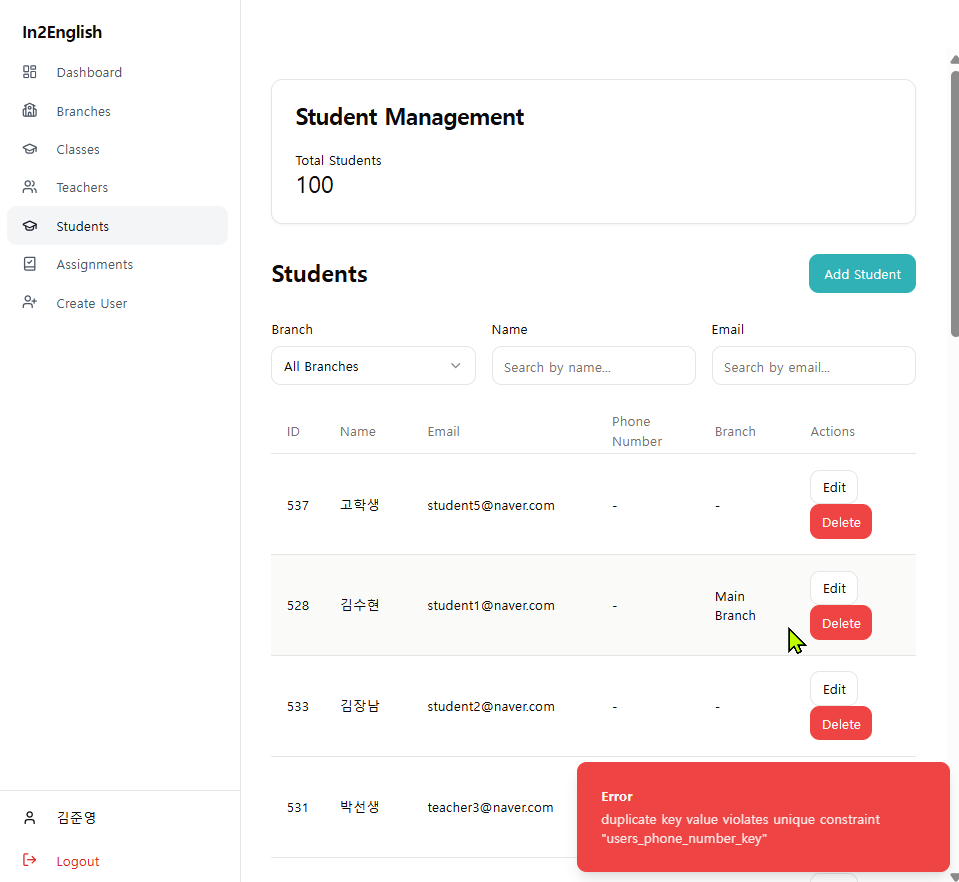 In2English
Dashboard
Branches
Classes
Teachers
Students
Assignments
Create User
김준영
Logout
Student Management
Total Students
100
Students
Add Student
Branch Name Email
All Branches Search by name... Search by email...
ID Name Email Phone Number Branch Actions
537 고학생 student5@naver.com - - Edit
Delete
528 김수현 student1@naver.com - Main Branch Edit
Delete
533 김장남 student2@naver.com - - Edit
Delete
531 박선생 teacher3@naver.com
Error
duplicate key value violates unique constraint
"users_phone_number_key"